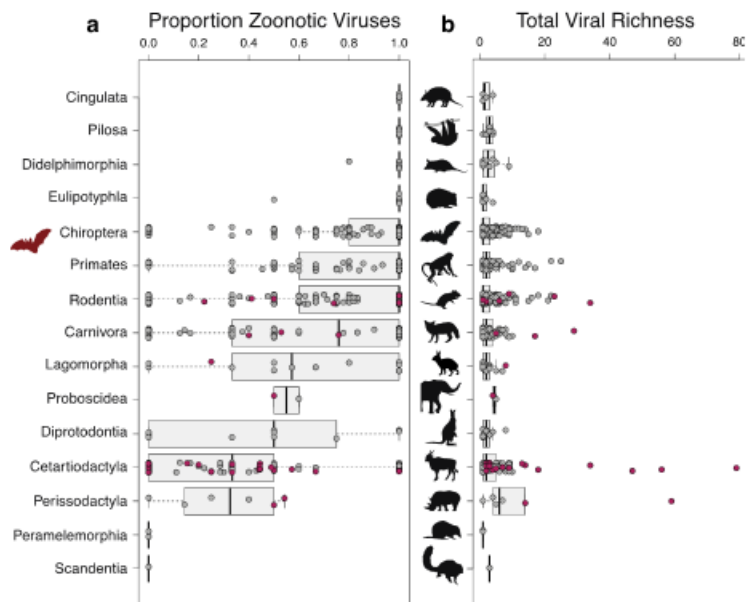 a Proportion Zoonotic Viruses b Total Viral Richness
0.0 0.2 0.4 0.6 0.8 1.0 0 20 40 60 80
Cingulata
Pilosa
Didelphimorphia
Eulipotyphla
Chiroptera
Primates
Rodentia
Carnivora
Lagomorpha
Proboscidea
Diprotodontia
Cetartiodactyla
Perissodactyla
Peramelemorphia
Scandentia